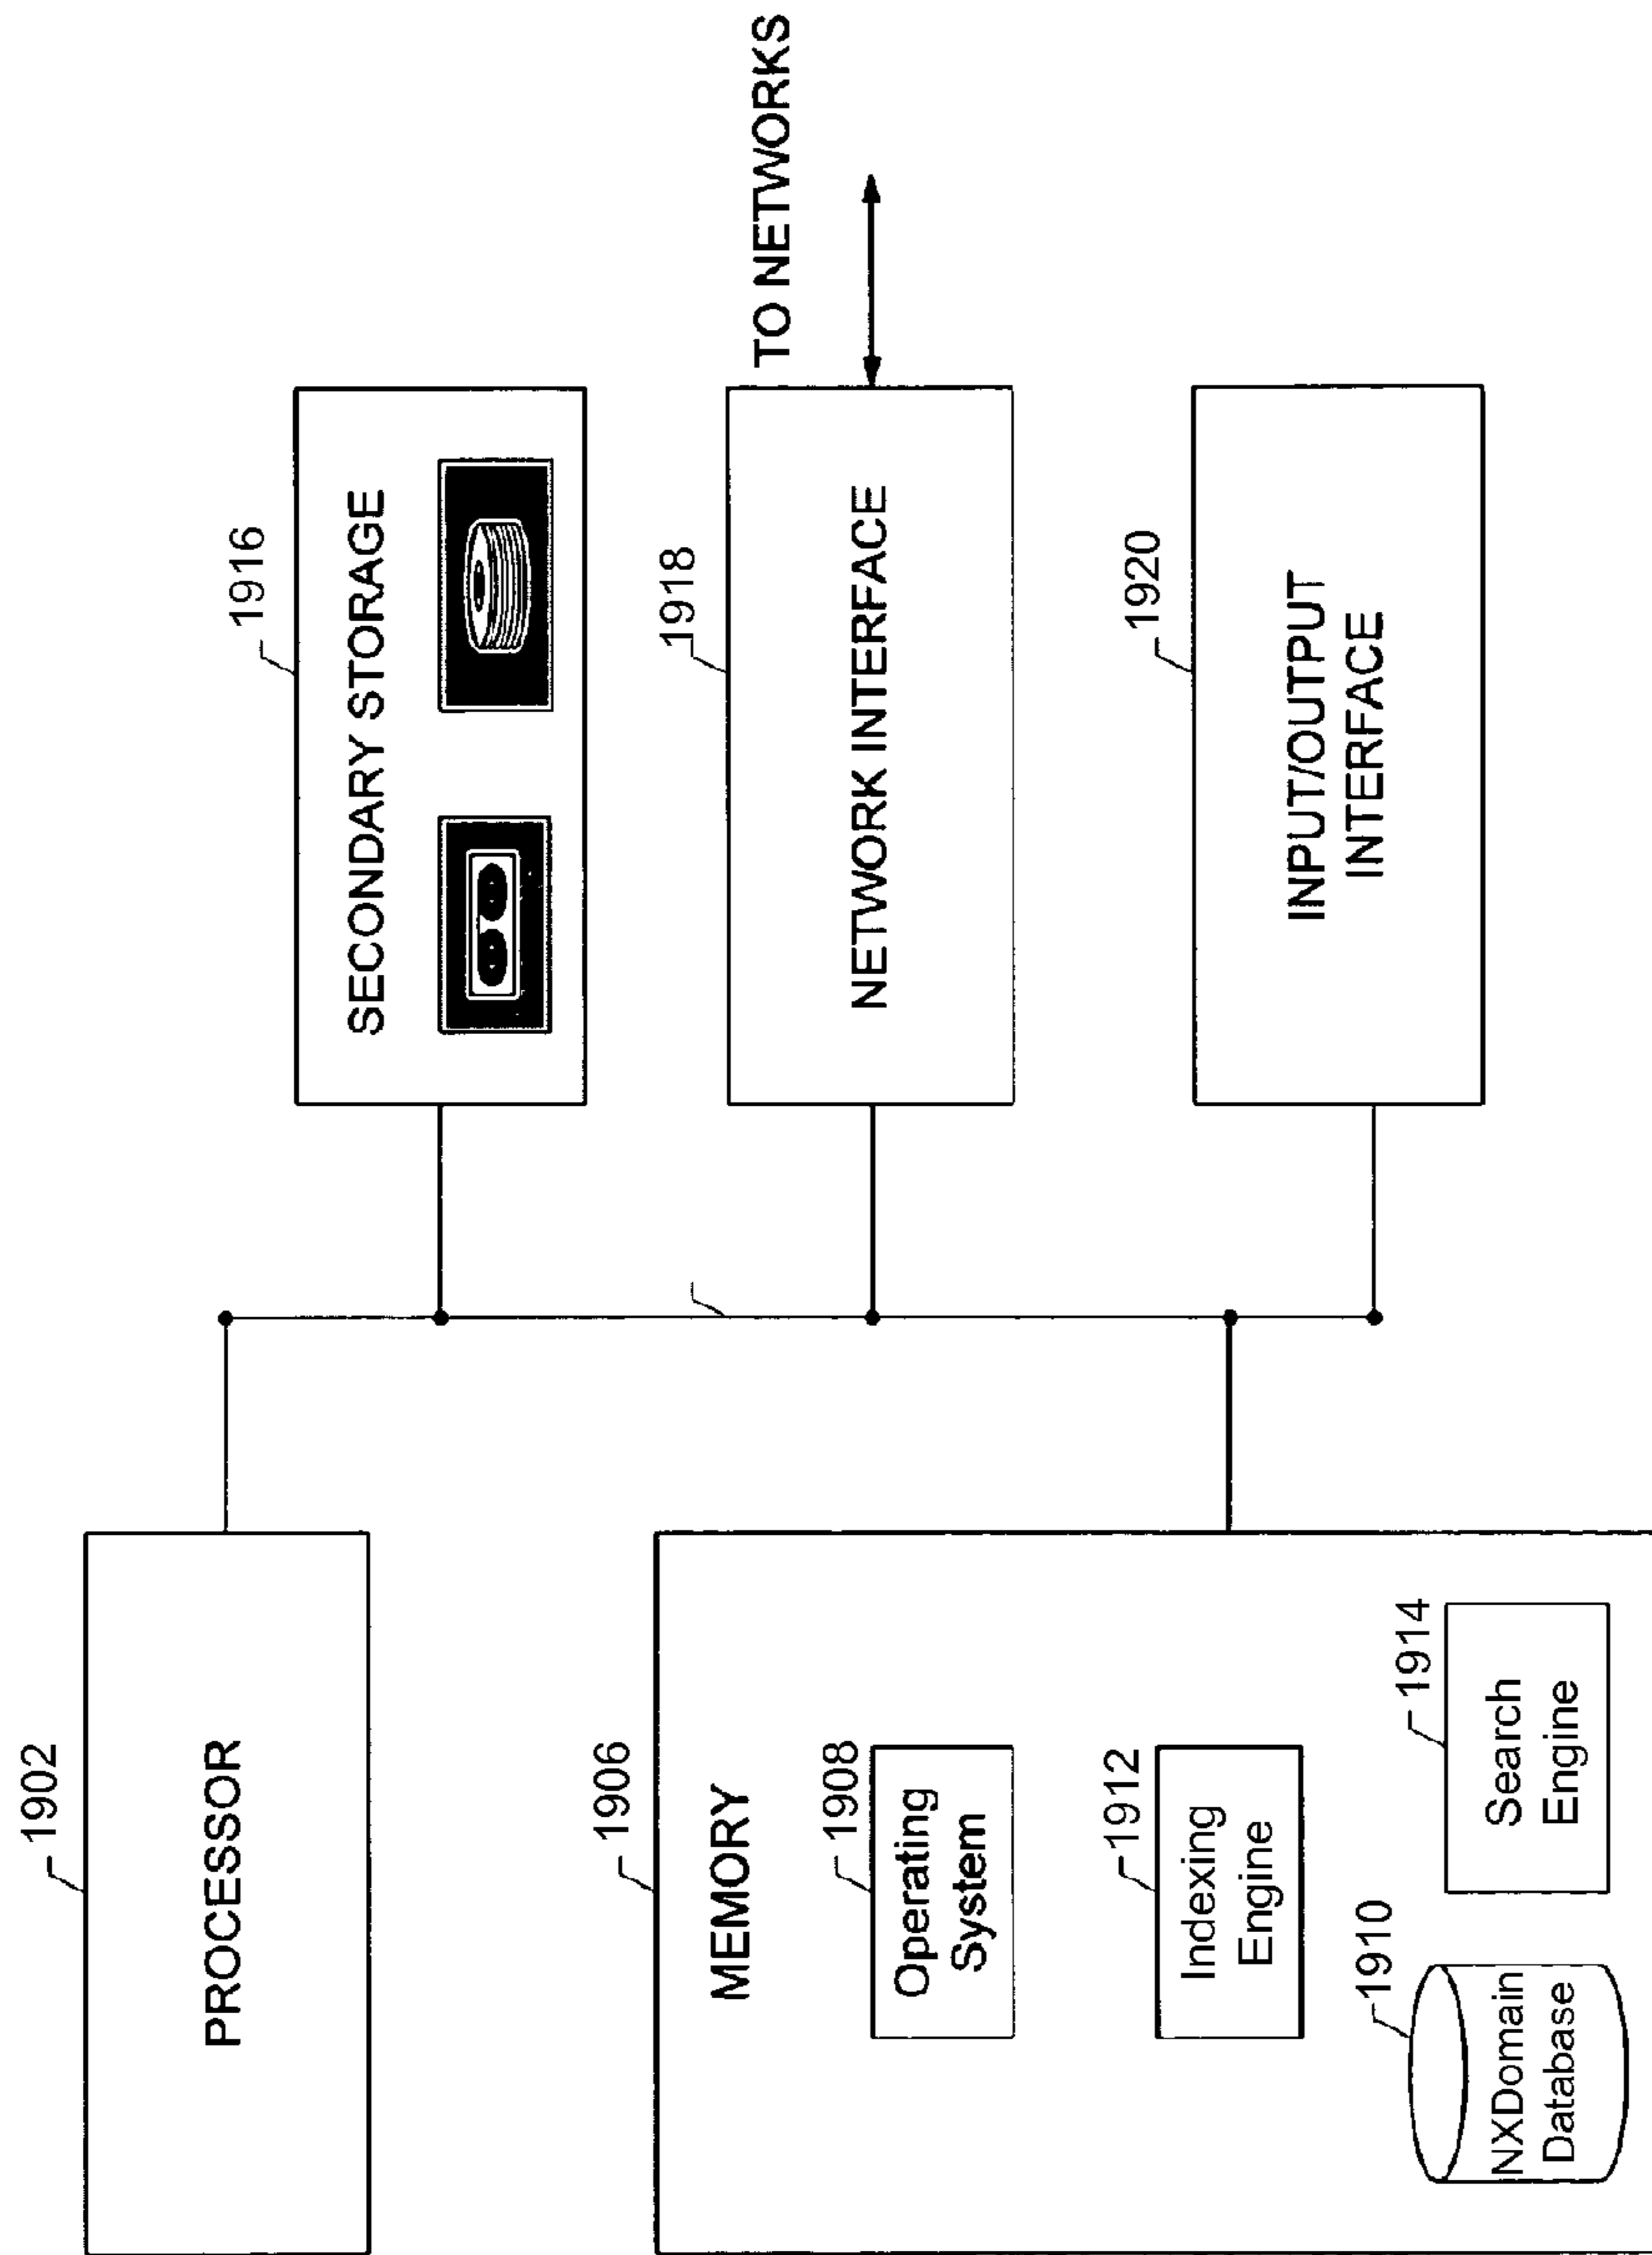 1902
PROCESSOR
1906
MEMORY
1908
Operating
System
1912
Indexing
Engine
1910
NXDomain
Database
1914
Search
Engine
1916
SECONDARY STORAGE
1918
NETWORK INTERFACE
TO NETWORKS
1920
INPUT/OUTPUT
INTERFACE